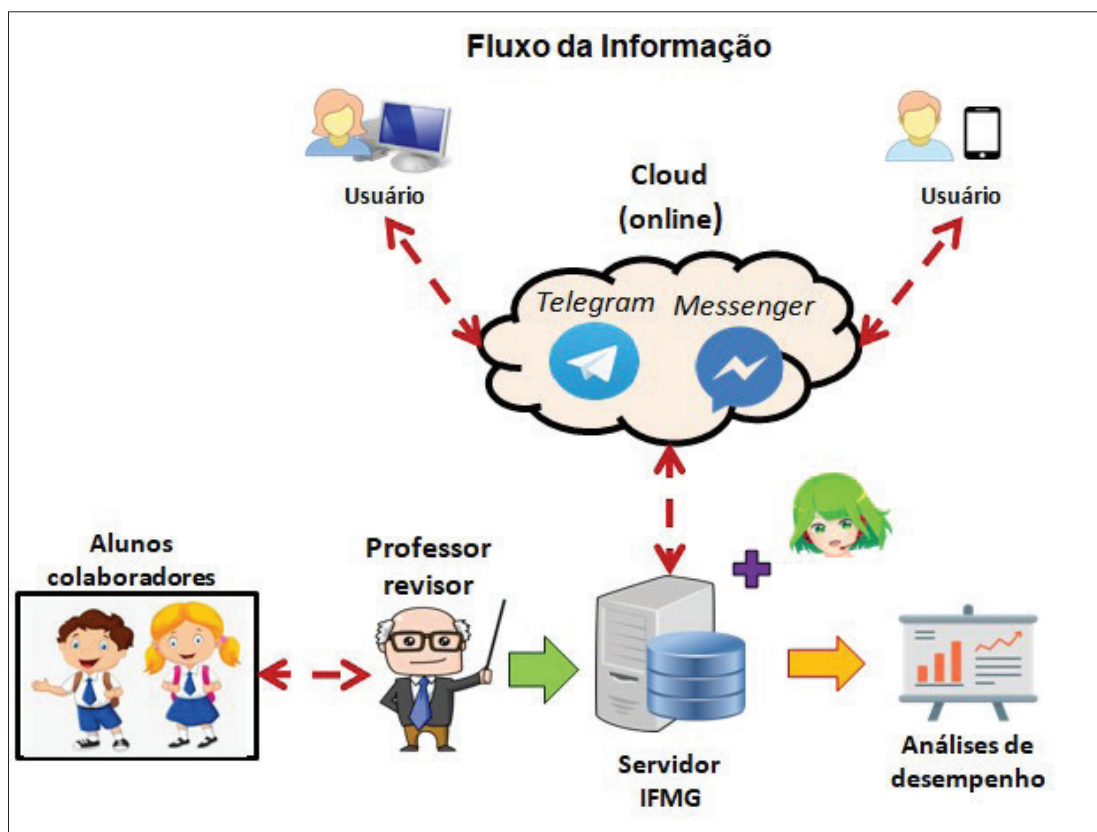 Fluxo da Informação
Usuário
Usuário
Cloud
(online)
Telegram Messenger
Alunos
colaboradores
Professor
revisor
Servidor
IFMG
Análises de
desempenho